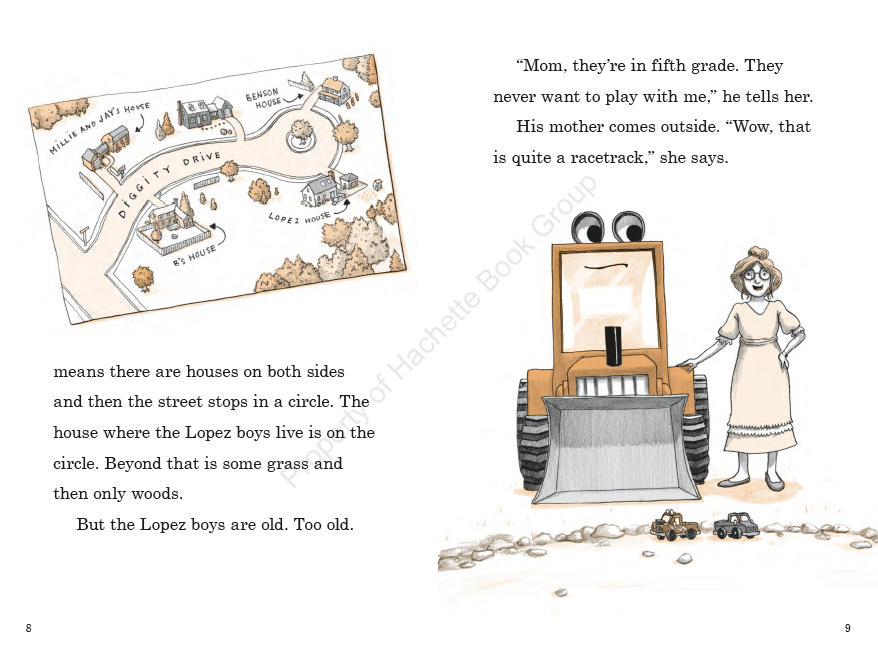 MILLIE AND JAY'S HOUSE
BENSON
HOUSE
DIGGITY DRIVE
LOPEZ HOUSE
B'S HOUSE
means there are houses on both sides
and then the street stops in a circle. The
house where the Lopez boys live is on the
circle. Beyond that is some grass and
then only woods.
But the Lopez boys are old. Too old.
8
“Mom, they’re in fifth grade. They
never want to play with me,” he tells her.
His mother comes outside. “Wow, that
is quite a racetrack,” she says.
9
Property of Hachette Book Group